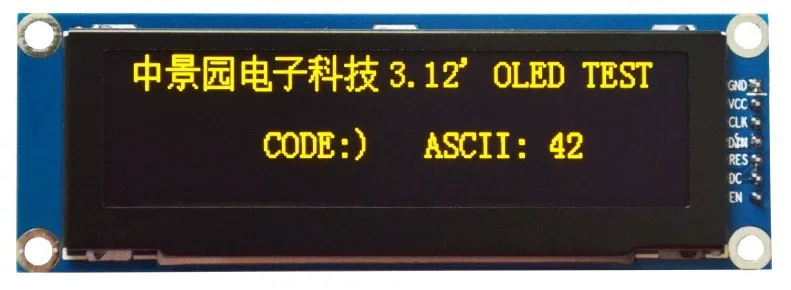 中景园电子科技3.12' OLED TEST
CODE:) ASCII: 42
GND
VCC
CLK
RES
DC
EN